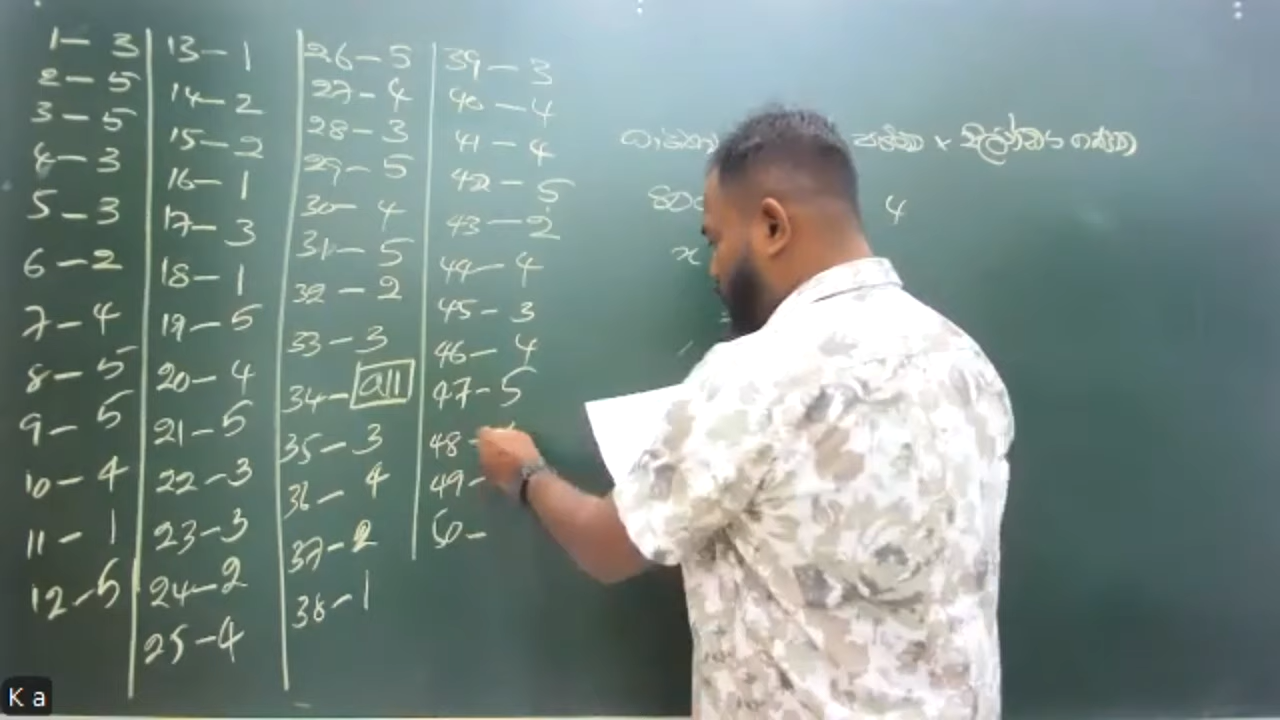 1 - 3
2 - 5
3 - 5
4 - 3
5 - 3
6 - 2
7 - 4
8 - 5
9 - 5
10 - 4
11 - 1
12 - 5
13 - 1
14 - 2
15 - 2
16 - 1
17 - 3
18 - 1
19 - 5
20 - 4
21 - 5
22 - 3
23 - 3
24 - 2
25 - 4
26 - 5
27 - 4
28 - 3
29 - 5
30 - 4
31 - 5
32 - 2
33 - 3
34 - all
35 - 3
36 - 4
37 - 2
38 - 1
39 - 3
40 - 4
41 - 4
42 - 5
43 - 2
44 - 4
45 - 3
46 - 4
47 - 5
48 -
49 -
50 -
x
4
x
K a